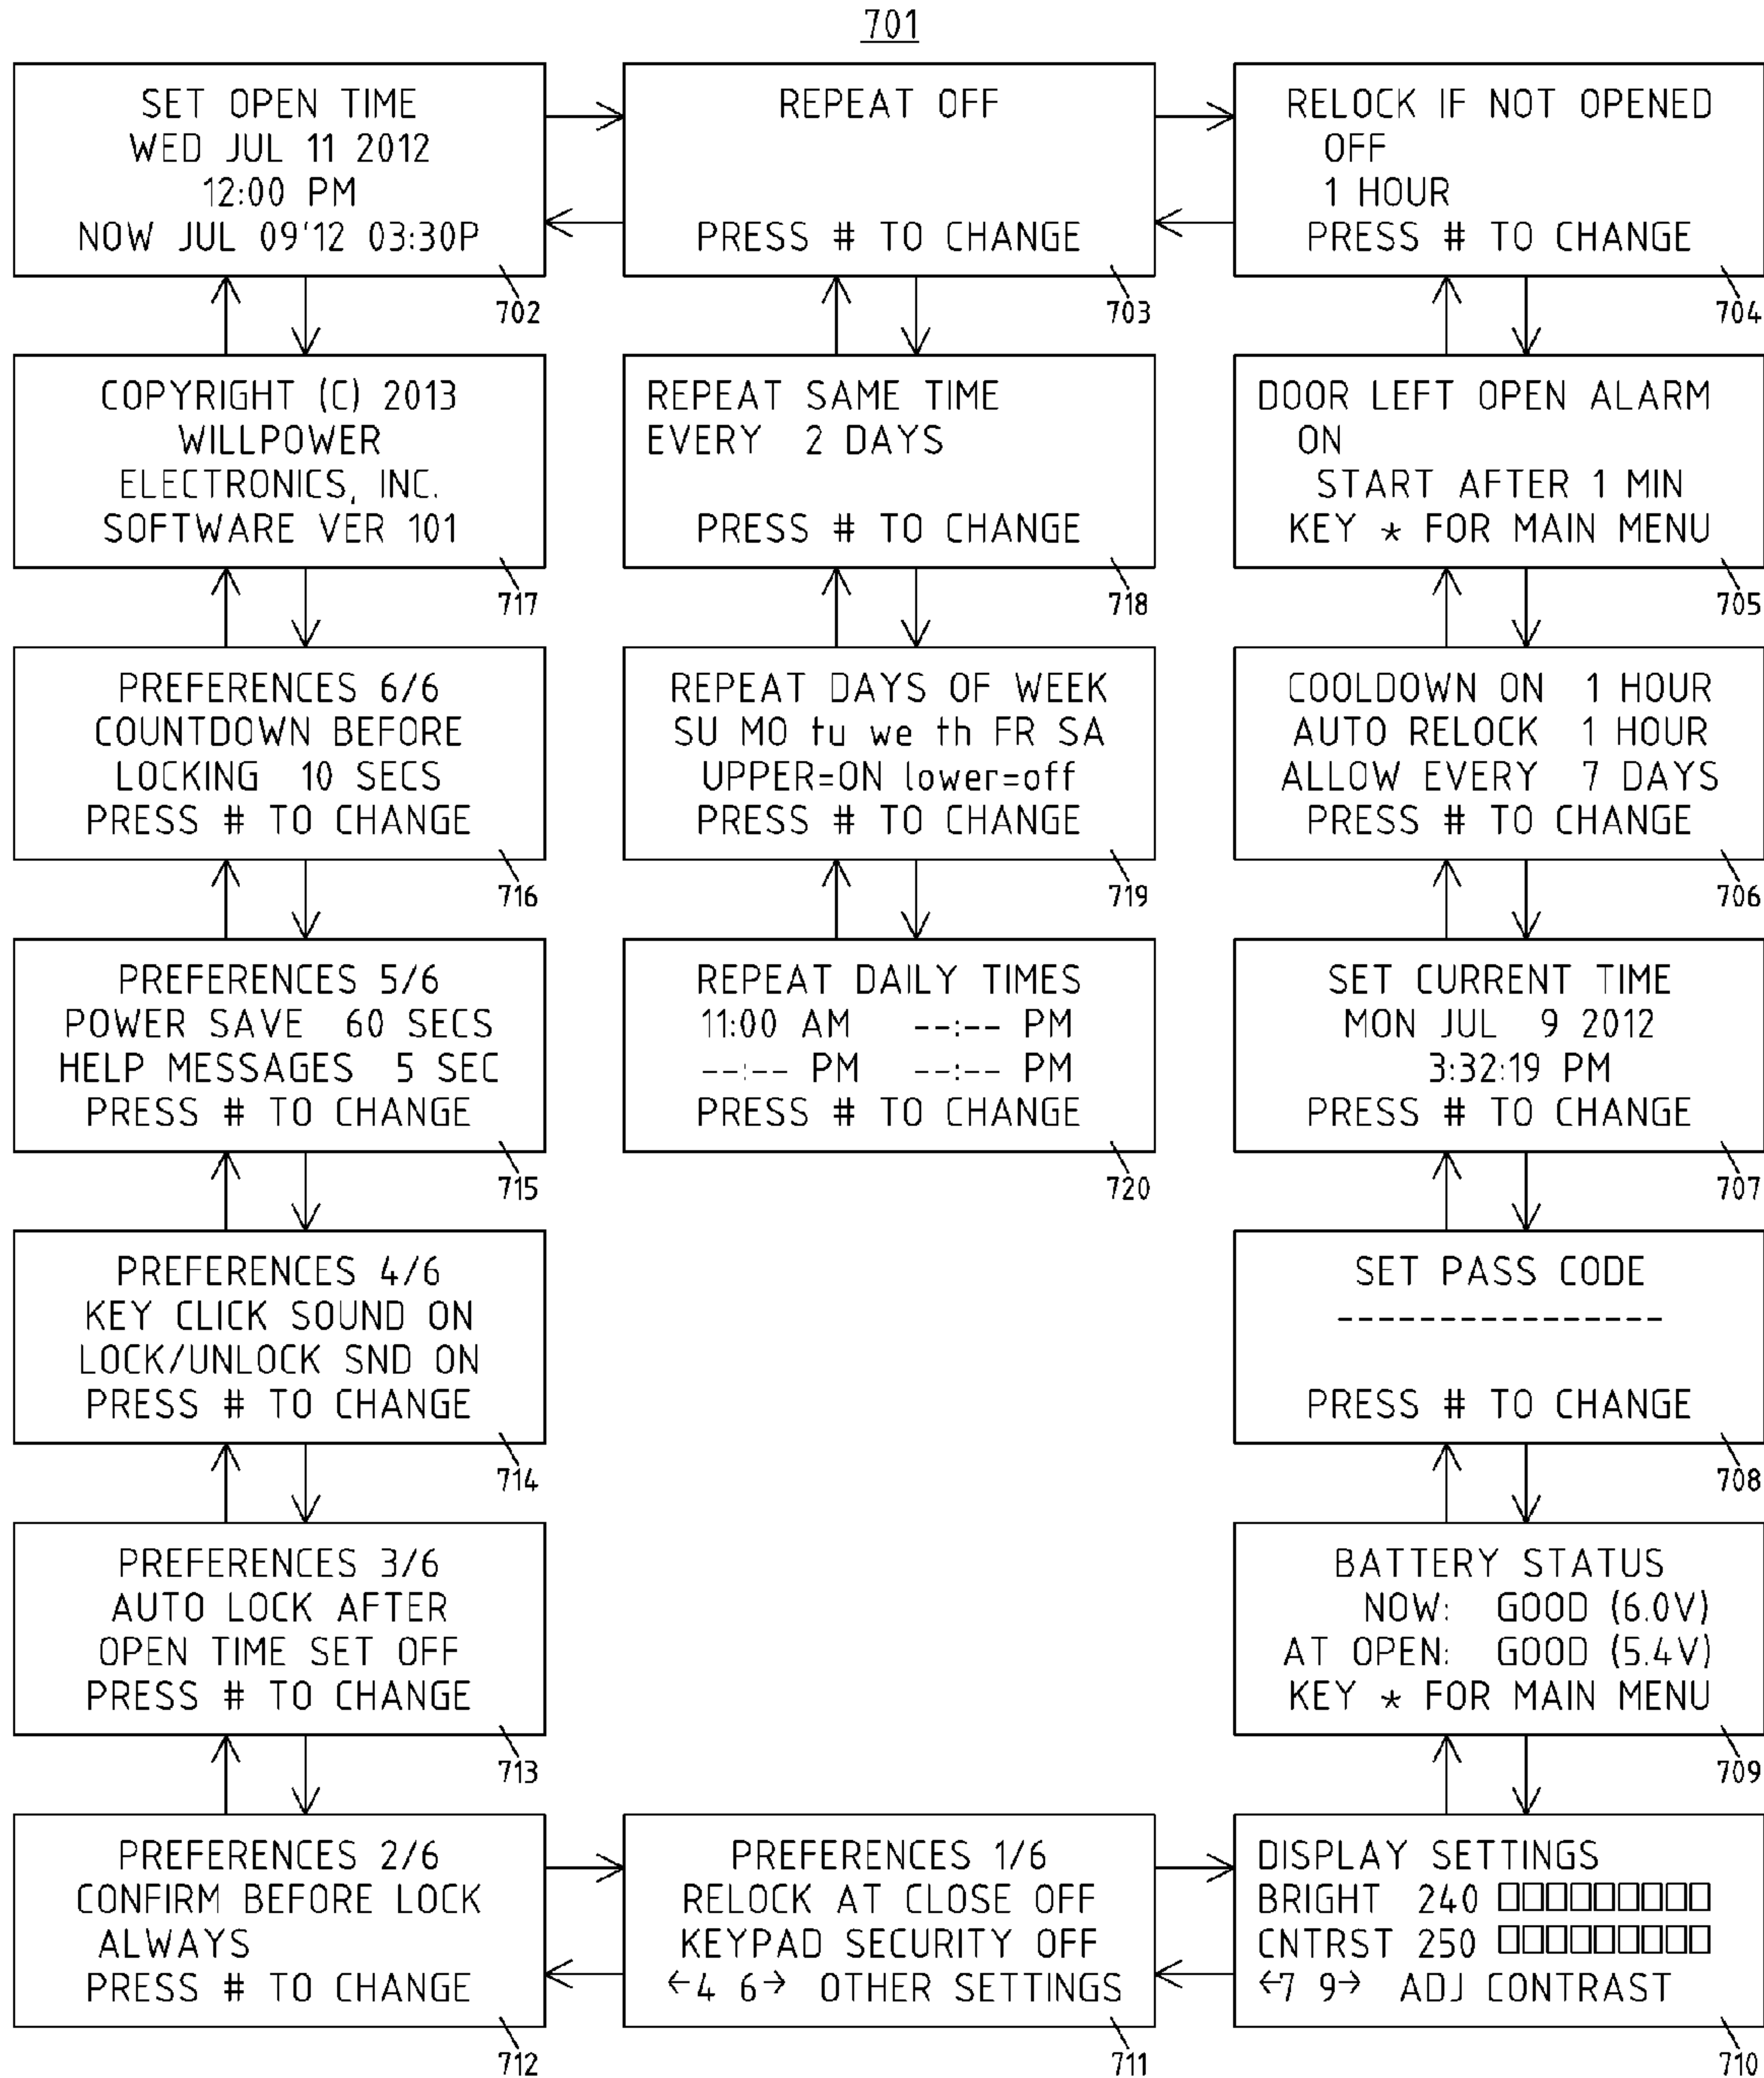 701
SET OPEN TIME
WED JUL 11 2012
12:00 PM
NOW JUL 09'12 03:30P
702
REPEAT OFF
PRESS # TO CHANGE
703
RELOCK IF NOT OPENED
OFF
1 HOUR
PRESS # TO CHANGE
704
COPYRIGHT (C) 2013
WILLPOWER
ELECTRONICS, INC.
SOFTWARE VER 101
717
REPEAT SAME TIME
EVERY 2 DAYS
PRESS # TO CHANGE
718
DOOR LEFT OPEN ALARM
ON
START AFTER 1 MIN
KEY * FOR MAIN MENU
705
PREFERENCES 6/6
COUNTDOWN BEFORE
LOCKING 10 SECS
PRESS # TO CHANGE
716
REPEAT DAYS OF WEEK
SU MO tu we th FR SA
UPPER=ON lower=off
PRESS # TO CHANGE
719
COOLDOWN ON 1 HOUR
AUTO RELOCK 1 HOUR
ALLOW EVERY 7 DAYS
PRESS # TO CHANGE
706
PREFERENCES 5/6
POWER SAVE 60 SECS
HELP MESSAGES 5 SEC
PRESS # TO CHANGE
715
REPEAT DAILY TIMES
11:00 AM --:-- PM
--:-- PM --:-- PM
PRESS # TO CHANGE
720
SET CURRENT TIME
MON JUL 9 2012
3:32:19 PM
PRESS # TO CHANGE
707
PREFERENCES 4/6
KEY CLICK SOUND ON
LOCK/UNLOCK SND ON
PRESS # TO CHANGE
714
SET PASS CODE
----------------
PRESS # TO CHANGE
708
PREFERENCES 3/6
AUTO LOCK AFTER
OPEN TIME SET OFF
PRESS # TO CHANGE
713
BATTERY STATUS
NOW: GOOD (6.0V)
AT OPEN: GOOD (5.4V)
KEY * FOR MAIN MENU
709
PREFERENCES 2/6
CONFIRM BEFORE LOCK
ALWAYS
PRESS # TO CHANGE
712
PREFERENCES 1/6
RELOCK AT CLOSE OFF
KEYPAD SECURITY OFF
←4 6→ OTHER SETTINGS
711
DISPLAY SETTINGS
BRIGHT 240 □□□□□□□□□
CNTRST 250 □□□□□□□□□
←7 9→ ADJ CONTRAST
710